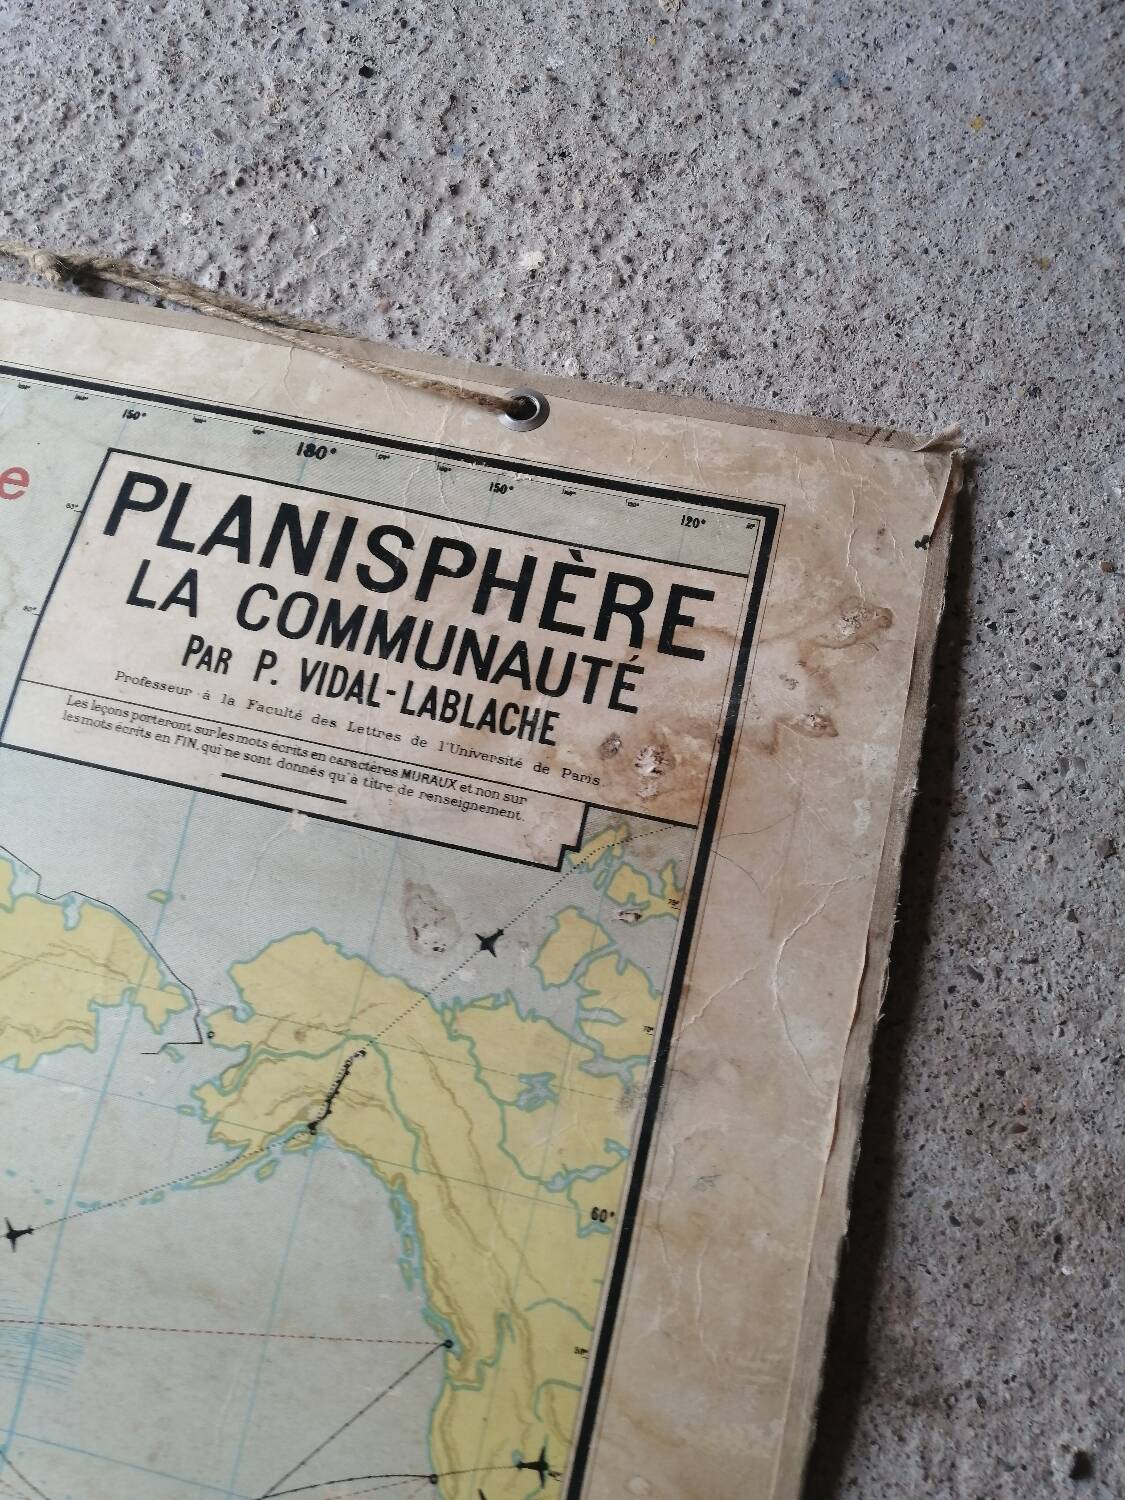 150°
180°
150°
120°
e
PLANISPHÈRE
LA COMMUNAUTÉ
PAR P. VIDAL-LABLACHE
Professeur à la Faculté des Lettres de l'Université de Paris
Les leçons porteront sur les mots écrits en caractères MURAUX et non sur
les mots écrits en FIN, qui ne sont donnés qu'à titre de renseignement.
60°